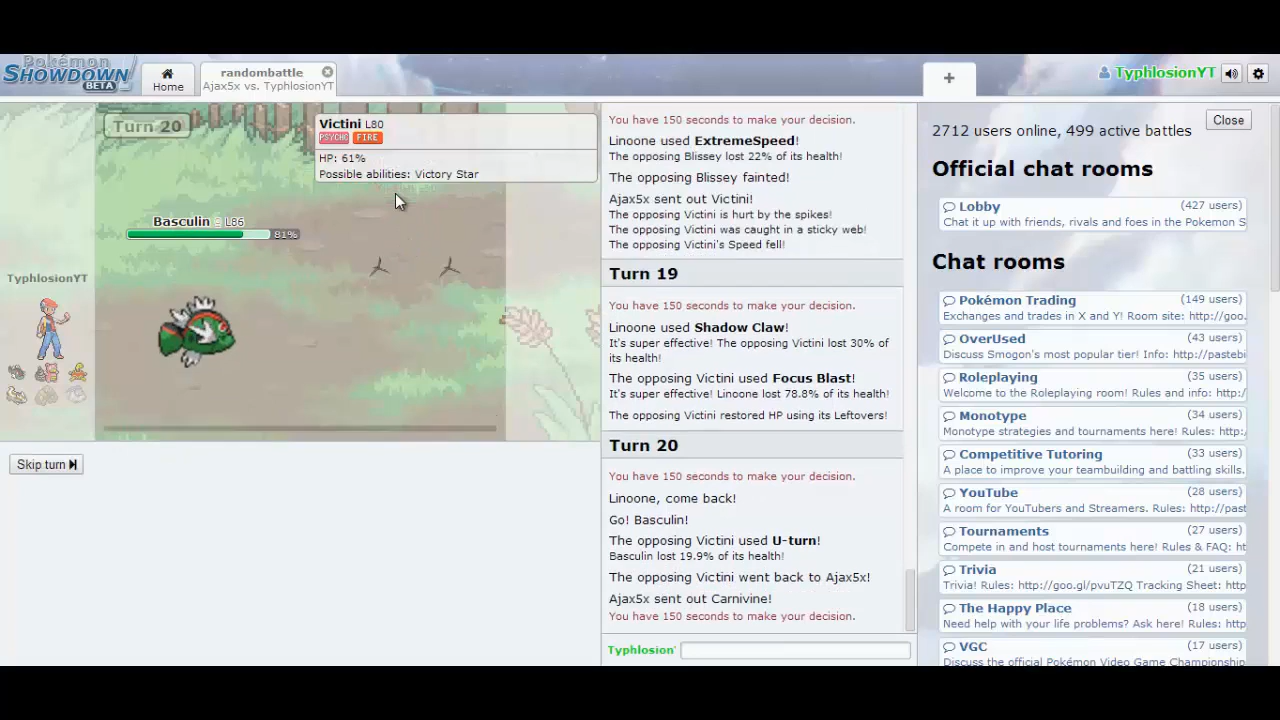 Pokémon
SHOWDOWN
BETA
Home
randombattle
Ajax5x vs. TyphlosionYT
+
TyphlosionYT
Turn 20
Victini L80
PSYCHC FIRE
HP: 61%
Possible abilities: Victory Star
Basculin L86
81%
TyphlosionYT
Skip turn
You have 150 seconds to make your decision.
Linoone used ExtremeSpeed!
The opposing Blissey lost 22% of its health!
The opposing Blissey fainted!
Ajax5x sent out Victini!
The opposing Victini is hurt by the spikes!
The opposing Victini was caught in a sticky web!
The opposing Victini's Speed fell!
Turn 19
You have 150 seconds to make your decision.
Linoone used Shadow Claw!
It's super effective! The opposing Victini lost 30% of
its health!
The opposing Victini used Focus Blast!
It's super effective! Linoone lost 78.8% of its health!
The opposing Victini restored HP using its Leftovers!
Turn 20
You have 150 seconds to make your decision.
Linoone, come back!
Go! Basculin!
The opposing Victini used U-turn!
Basculin lost 19.9% of its health!
The opposing Victini went back to Ajax5x!
Ajax5x sent out Carnivine!
You have 150 seconds to make your decision.
Typhlosion'
2712 users online, 499 active battles
Close
Official chat rooms
Lobby (427 users)
Chat it up with friends, rivals and foes in the Pokemon S
Chat rooms
Pokémon Trading (149 users)
Exchanges and trades in X and Y! Room site: http://goo.
OverUsed (43 users)
Discuss Smogon's most popular tier! Info: http://pastebi
Roleplaying (35 users)
Welcome to the Roleplaying room! Rules and info: http:/
Monotype (34 users)
Monotype strategies and tournaments here! Rules: http:/
Competitive Tutoring (33 users)
A place to improve your teambuilding and battling skills.
YouTube (28 users)
A room for YouTubers and Streamers. Rules: http://past
Tournaments (27 users)
Compete in and host tournaments here! Rules & FAQ: ht
Trivia (21 users)
Trivia! Rules: http://goo.gl/pvuTZQ Tracking Sheet: http
The Happy Place (18 users)
Need help with your life problems? Ask here! Rules: http
VGC (17 users)
Discuss the official Pokémon Video Game Championship